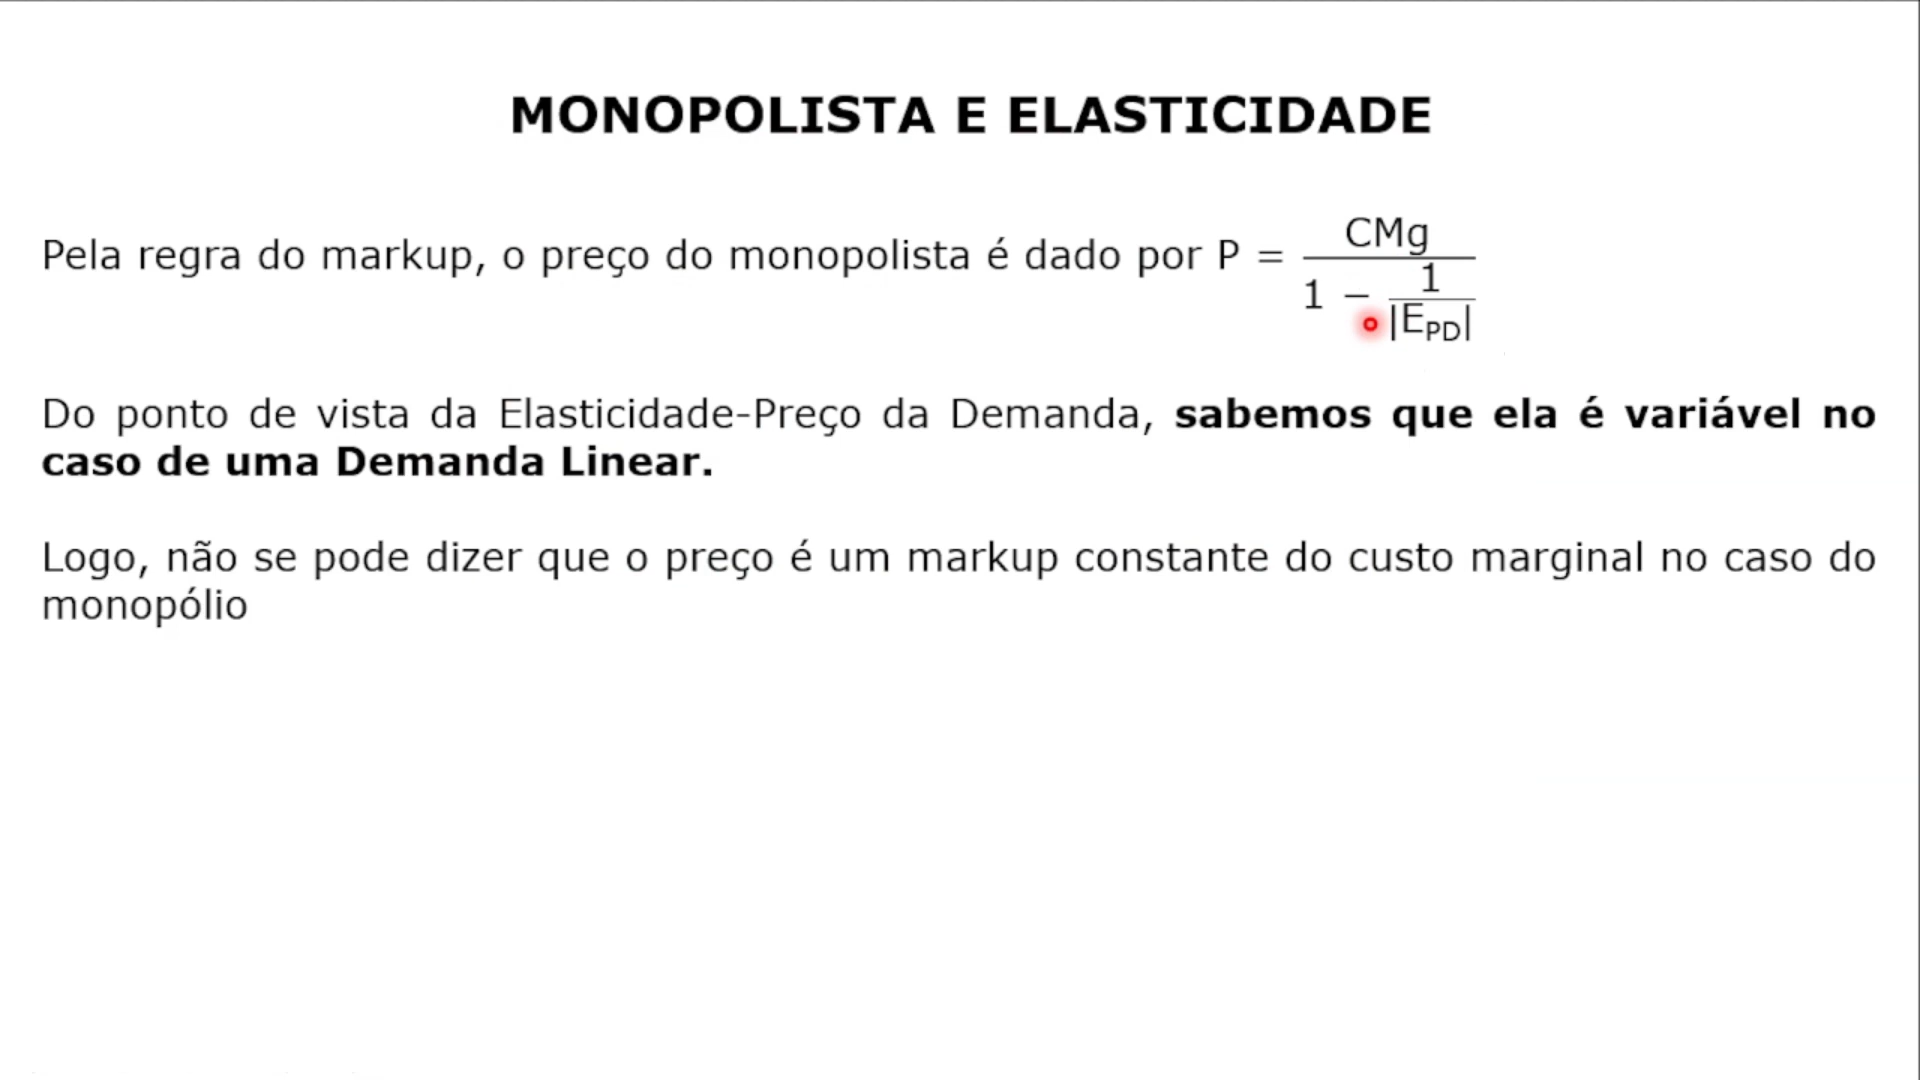 MONOPOLISTA E ELASTICIDADE
Pela regra do markup, o preço do monopolista é dado por P = CMg / (1 − 1/|E_PD|)
Do ponto de vista da Elasticidade-Preço da Demanda, sabemos que ela é variável no
caso de uma Demanda Linear.
Logo, não se pode dizer que o preço é um markup constante do custo marginal no caso do
monopólio